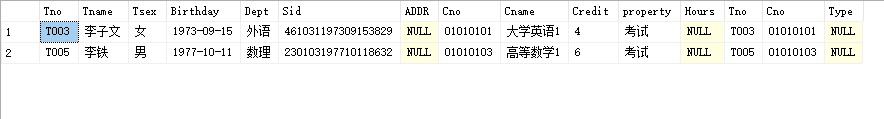 Tno Tname Tsex Birthday Dept Sid ADDR Cno Cname Credit property Hours Tno Cno Type
1 T003 李子文 女 1973-09-15 外语 461031197309153829 NULL 01010101 大学英语1 4 考试 NULL T003 01010101 NULL
2 T005 李铁 男 1977-10-11 数理 230103197710118632 NULL 01010103 高等数学1 6 考试 NULL T005 01010103 NULL